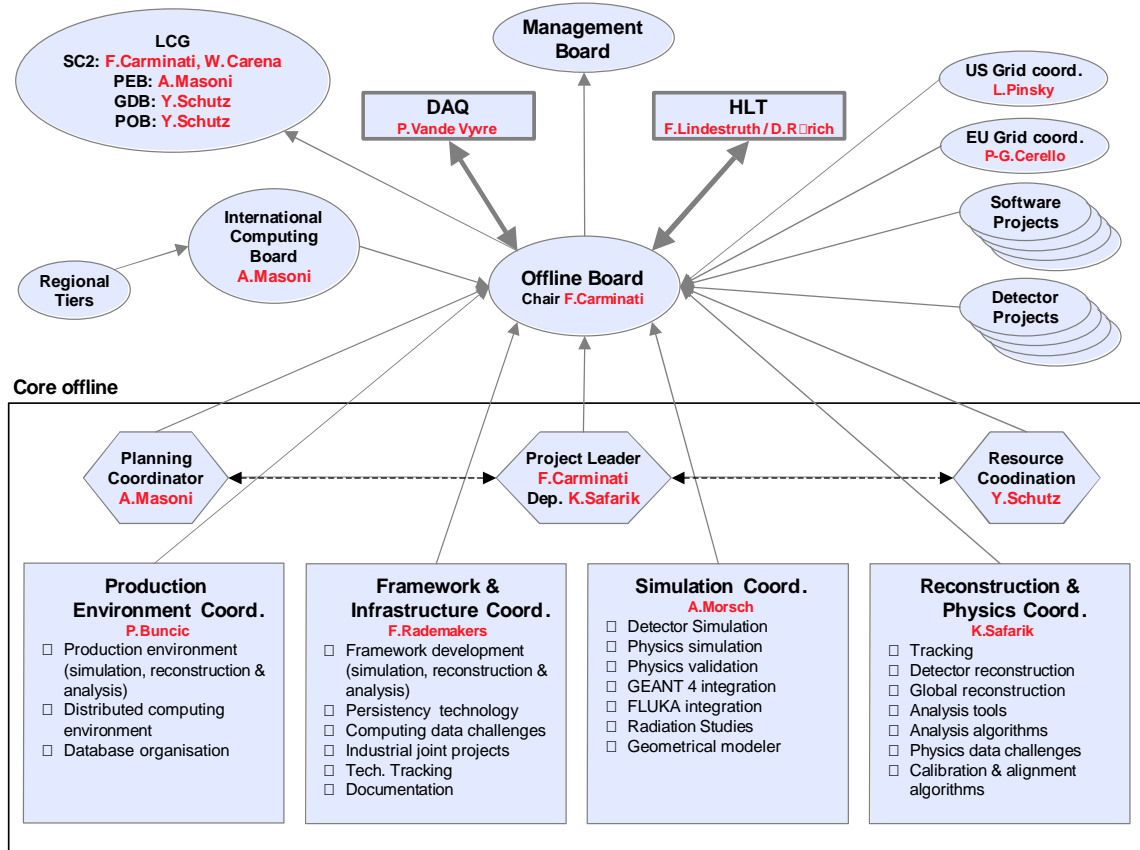 LCG
SC2: F.Carminati, W.Carena
PEB: A.Masoni
GDB: Y.Schutz
POB: Y.Schutz
Management
Board
DAQ
P.Vande Vyvre
HLT
F.Lindestruth / D.R□rich
US Grid coord.
L.Pinsky
EU Grid coord.
P-G.Cerello
Software
Projects
Detector
Projects
International
Computing
Board
A.Masoni
Regional
Tiers
Offline Board
Chair F.Carminati
Core offline
Planning
Coordinator
A.Masoni
Project Leader
F.Carminati
Dep. K.Safarik
Resource
Coodination
Y.Schutz
Production
Environment Coord.
P.Buncic
□ Production environment
(simulation, reconstruction &
analysis)
□ Distributed computing
environment
□ Database organisation
Framework &
Infrastructure Coord.
F.Rademakers
□ Framework development
(simulation, reconstruction &
analysis)
□ Persistency technology
□ Computing data challenges
□ Industrial joint projects
□ Tech. Tracking
□ Documentation
Simulation Coord.
A.Morsch
□ Detector Simulation
□ Physics simulation
□ Physics validation
□ GEANT 4 integration
□ FLUKA integration
□ Radiation Studies
□ Geometrical modeler
Reconstruction &
Physics Coord.
K.Safarik
□ Tracking
□ Detector reconstruction
□ Global reconstruction
□ Analysis tools
□ Analysis algorithms
□ Physics data challenges
□ Calibration & alignment
algorithms